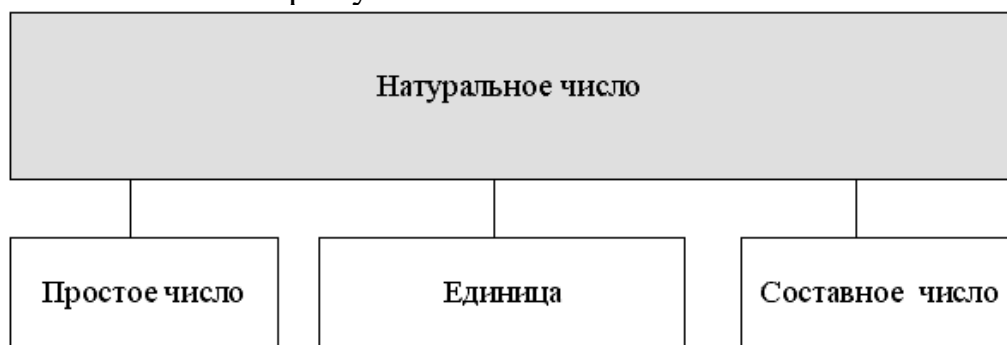 Натуральное число
Простое число
Единица
Составное число